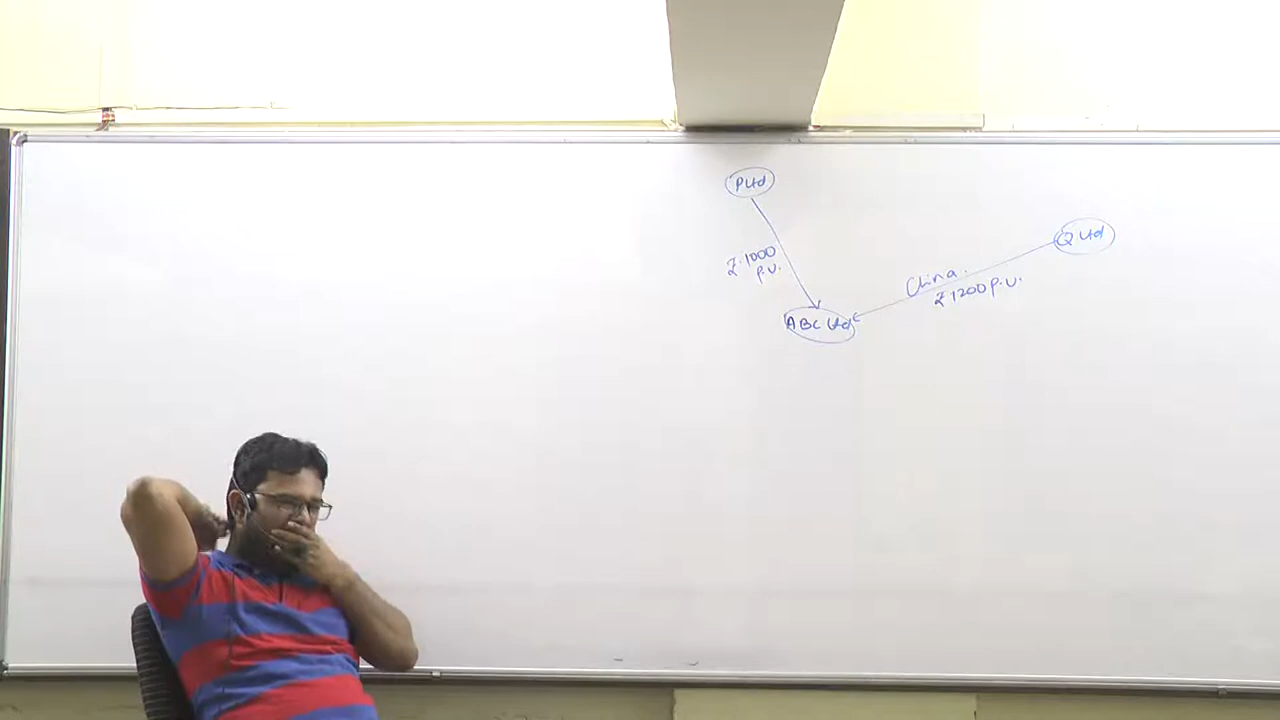 P Ltd
Q Ltd
₹.1000
P.U.
China.
₹.1200 P.U.
ABC Ltd